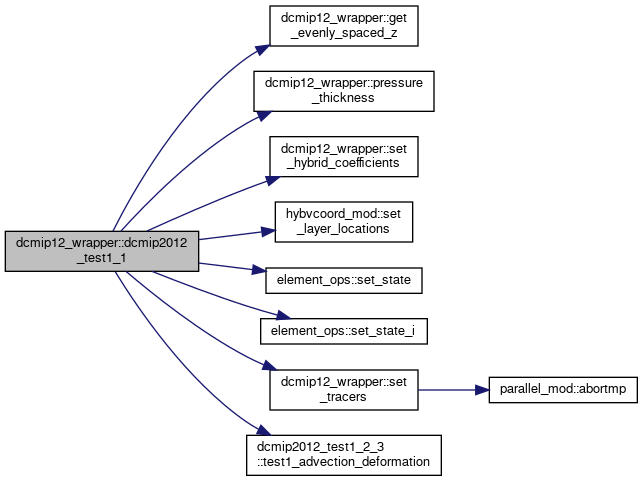 dcmip12_wrapper::get
_evenly_spaced_z
dcmip12_wrapper::pressure
_thickness
dcmip12_wrapper::set
_hybrid_coefficients
hybvcoord_mod::set
_layer_locations
dcmip12_wrapper::dcmip2012
_test1_1
element_ops::set_state
element_ops::set_state_i
dcmip12_wrapper::set
_tracers
parallel_mod::abortmp
dcmip2012_test1_2_3
::test1_advection_deformation